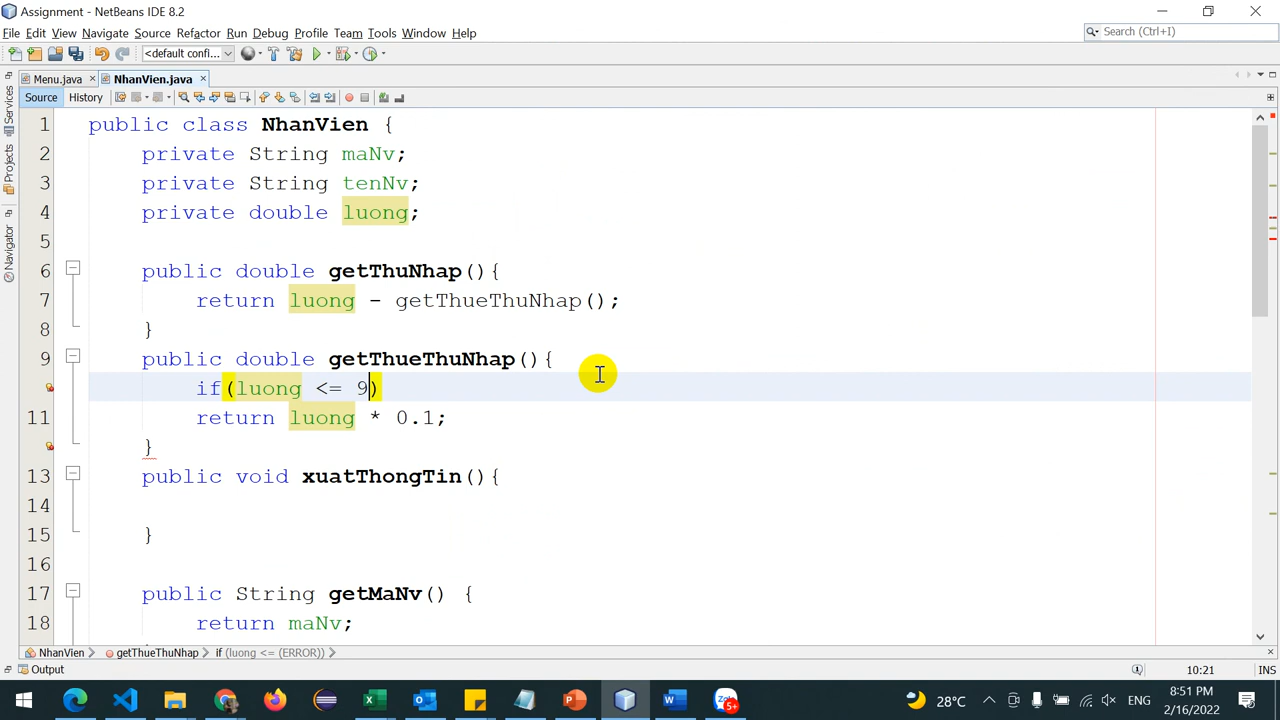 Assignment - NetBeans IDE 8.2
File Edit View Navigate Source Refactor Run Debug Profile Team Tools Window Help
Search (Ctrl+I)
<default confi...
Menu.java
NhanVien.java
Source History
Services
Projects
Navigator
1 public class NhanVien {
2 private String maNv;
3 private String tenNv;
4 private double luong;
5
6 public double getThuNhap(){
7 return luong - getThueThuNhap();
8 }
9 public double getThueThuNhap(){
if(luong <= 9)
11 return luong * 0.1;
}
13 public void xuatThongTin(){
14
15 }
16
17 public String getMaNv() {
18 return maNv;
NhanVien getThueThuNhap if (luong <= (ERROR))
Output
10:21 INS
Zalo
5+
28°C
ENG
8:51 PM
2/16/2022